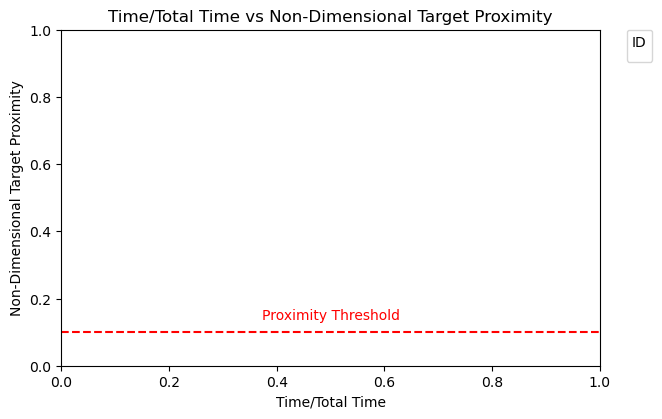 Time/Total Time vs Non-Dimensional Target Proximity
ID
Non-Dimensional Target Proximity
1.0
0.8
0.6
0.4
0.2
0.0
Proximity Threshold
0.0 0.2 0.4 0.6 0.8 1.0
Time/Total Time